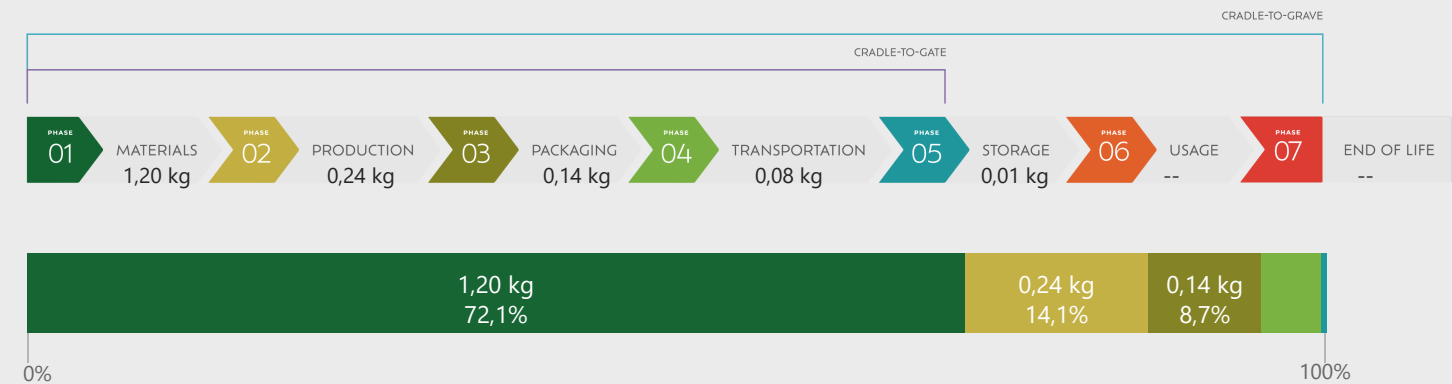 CRADLE-TO-GRAVE
CRADLE-TO-GATE
PHASE
01
MATERIALS
1,20 kg
PHASE
02
PRODUCTION
0,24 kg
PHASE
03
PACKAGING
0,14 kg
PHASE
04
TRANSPORTATION
0,08 kg
PHASE
05
STORAGE
0,01 kg
PHASE
06
USAGE
--
PHASE
07
END OF LIFE
--
1,20 kg
72,1%
0,24 kg
14,1%
0,14 kg
8,7%
0%
100%